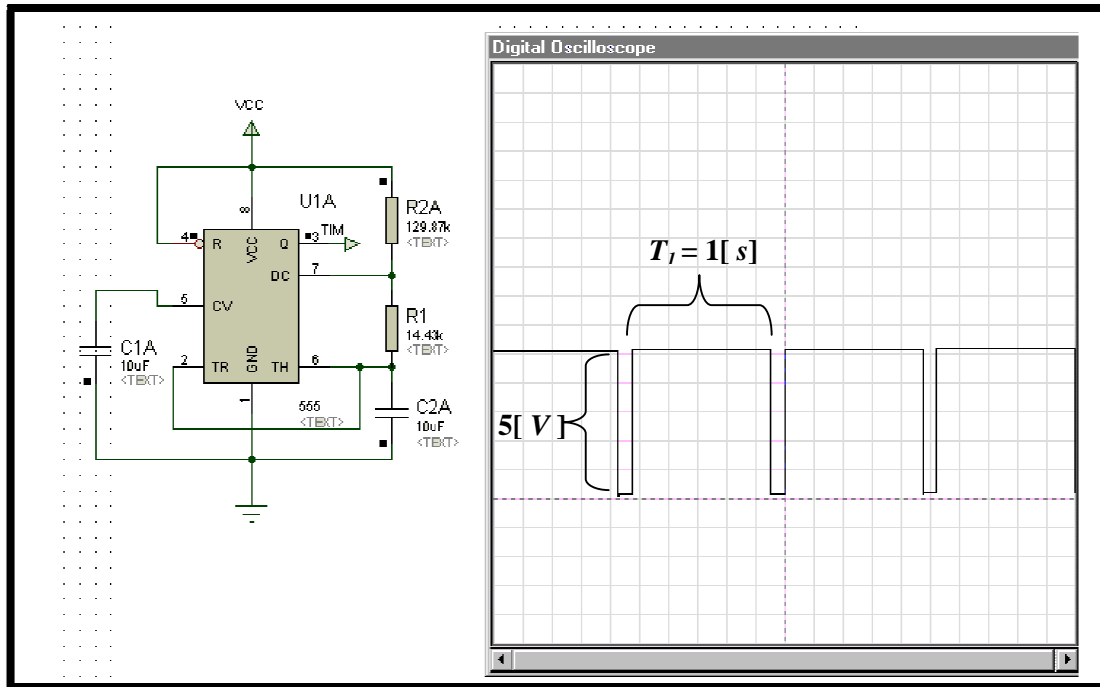 Digital Oscilloscope
VCC
U1A
8
4 R VCC Q 3 TIM
DC 7
5 CV
2 TR GND TH 6
1
555
<TEXT>
R2A
129.87k
<TEXT>
R1
14.43k
<TEXT>
C1A
10uF
<TEXT>
C2A
10uF
<TEXT>
T1 = 1[ s]
5[ V ]